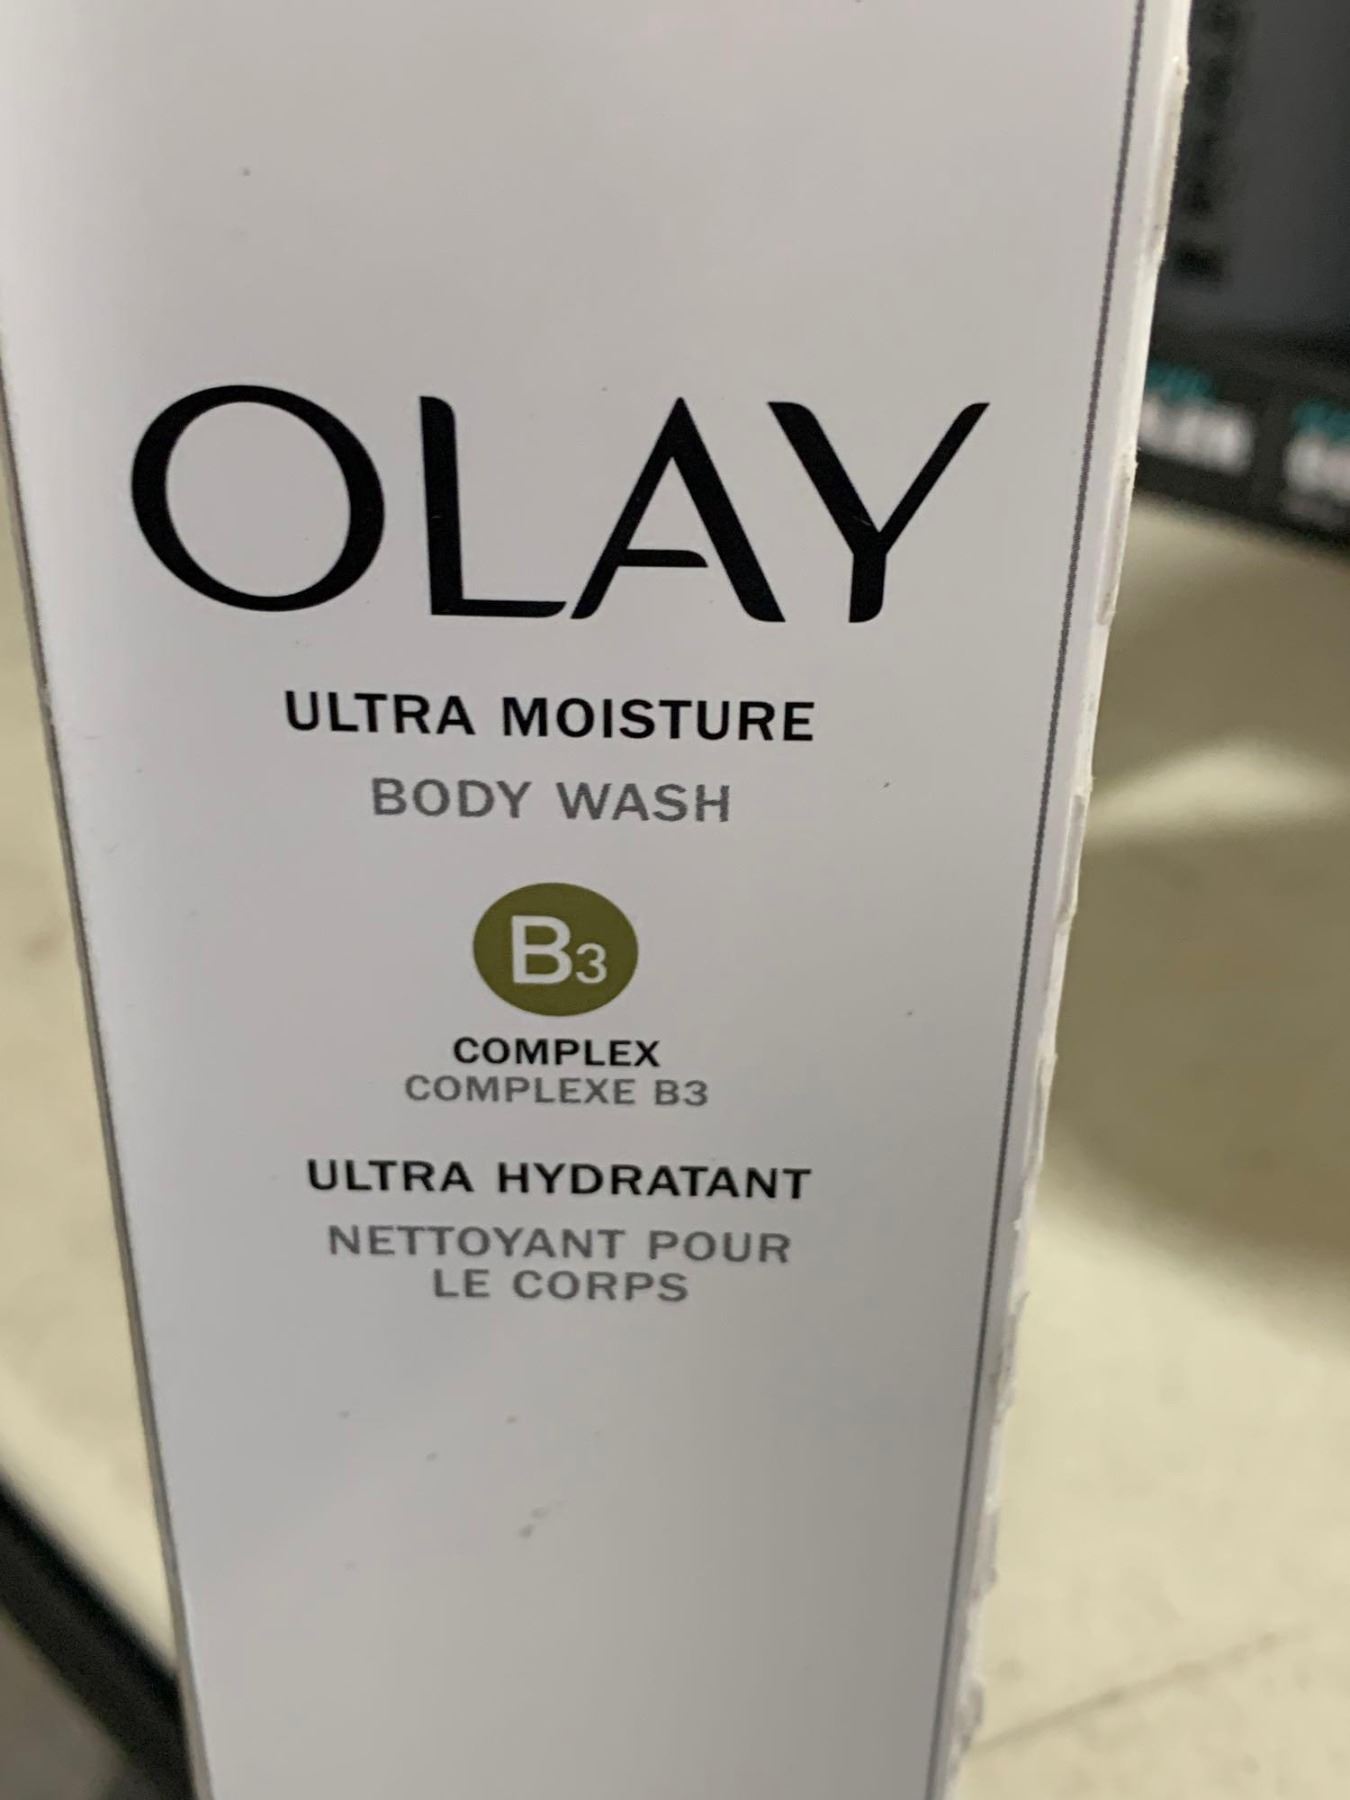 OLAY
ULTRA MOISTURE
BODY WASH
B3
COMPLEX
COMPLEXE B3
ULTRA HYDRATANT
NETTOYANT POUR
LE CORPS